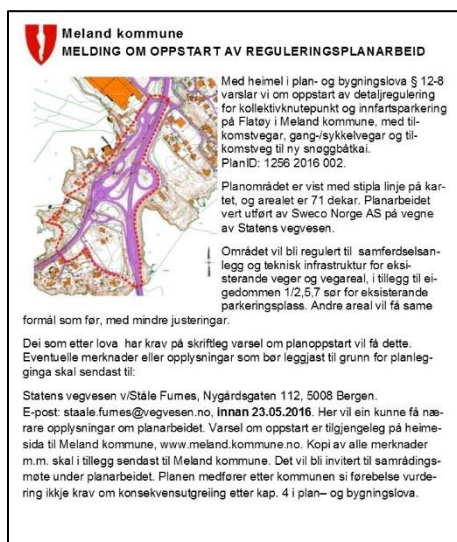 Meland kommune
MELDING OM OPPSTART AV REGULERINGSPLANARBEID
Med heimel i plan- og bygningslova § 12-8
varslar vi om oppstart av detaljregulering
for kollektivknutepunkt og innfartsparkering
på Flatøy i Meland kommune, med til-
komstvegar, gang-/sykkelvegar og til-
komstveg til ny snøggbåtkai.
PlanID: 1256 2016 002.
Planområdet er vist med stipla linje på kar-
tet, og arealet er 71 dekar. Planarbeidet
vert utført av Sweco Norge AS på vegne
av Statens vegvesen.
Området vil bli regulert til samferdselsan-
legg og teknisk infrastruktur for eksi-
sterande veger og vegareal, i tillegg til ei-
gedommen 1/2,5,7 sør for eksisterande
parkeringsplass. Andre areal vil få same
formål som før, med mindre justeringar.
Dei som etter lova har krav på skriftleg varsel om planoppstart vil få dette.
Eventuelle merknader eller opplysningar som bør leggjast til grunn for planleg-
ginga skal sendast til:
Statens vegvesen v/Ståle Furnes, Nygårdsgaten 112, 5008 Bergen.
E-post: staale.furnes@vegvesen.no, innan 23.05.2016. Her vil ein kunne få næ-
rare opplysningar om planarbeidet. Varsel om oppstart er tilgjengeleg på heime-
sida til Meland kommune, www.meland.kommune.no. Kopi av alle merknader
m.m. skal i tillegg sendast til Meland kommune. Det vil bli invitert til samrådings-
møte under planarbeidet. Planen medfører etter kommunen si førebelse vurde-
ring ikkje krav om konsekvensutgreiing etter kap. 4 i plan– og bygningslova.